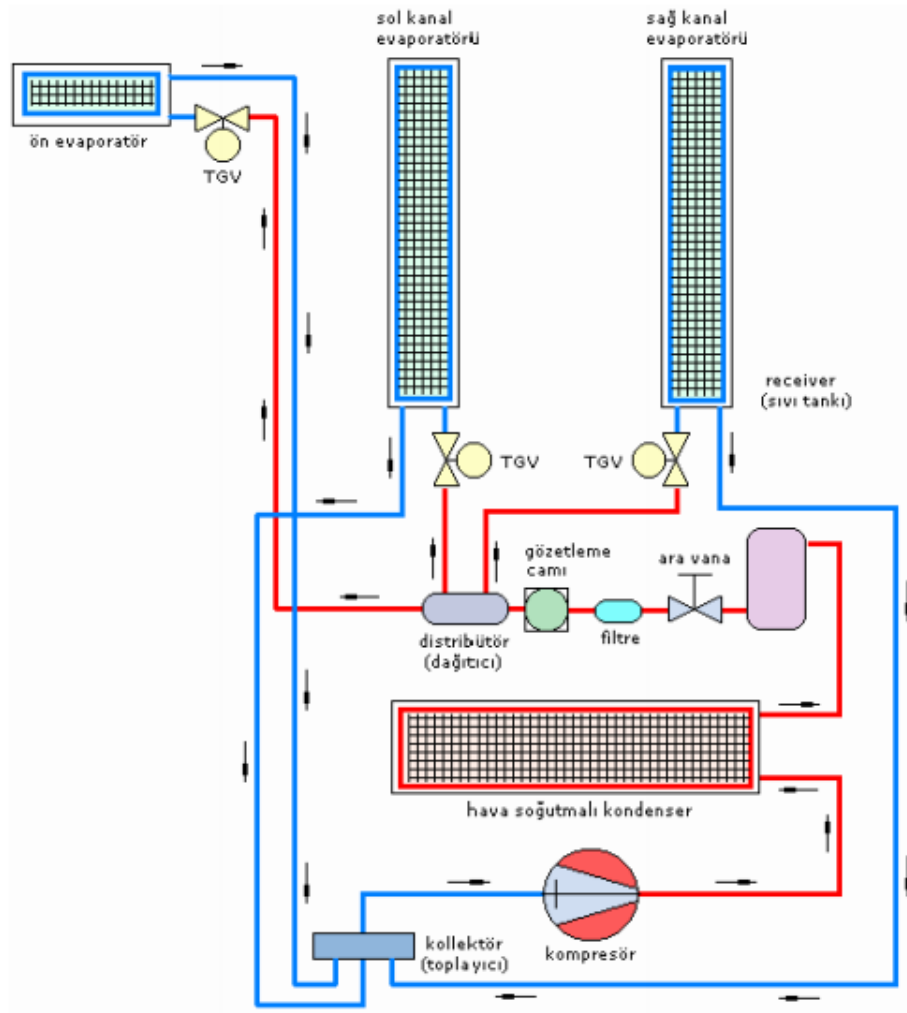 sol kanal
evaporatörü
sağ kanal
evaporatörü
ön evaporatör
TGV
receiver
(sıvı tankı)
TGV
TGV
gözetleme
camı
ara vana
distribütör
(dağıtıcı)
filtre
hava soğutmalı kondenser
kollektör
(toplayıcı)
kompresör